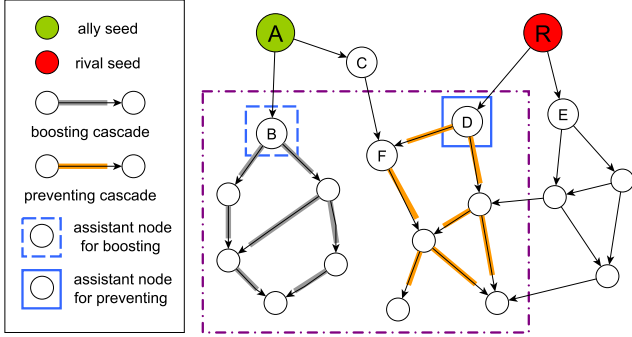 ally seed
rival seed
boosting cascade
preventing cascade
assistant node
for boosting
assistant node
for preventing
A
R
C
B
D
E
F